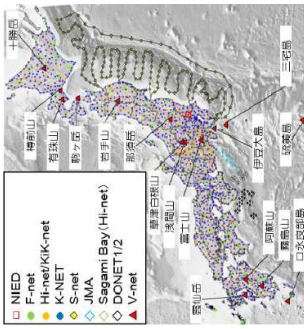 NIED
F-net
Hi-net/KiK-net
K-NET
S-net
JMA
Sagami Bay(Hi-net)
DONET1/2
V-net
十勝岳
樽前山
有珠山
駒ヶ岳
岩手山
那須岳
草津白根山
浅間山
富士山
三宅島
伊豆大島
硫黄島
阿蘇山
霧島山
口永良部島
雲仙岳